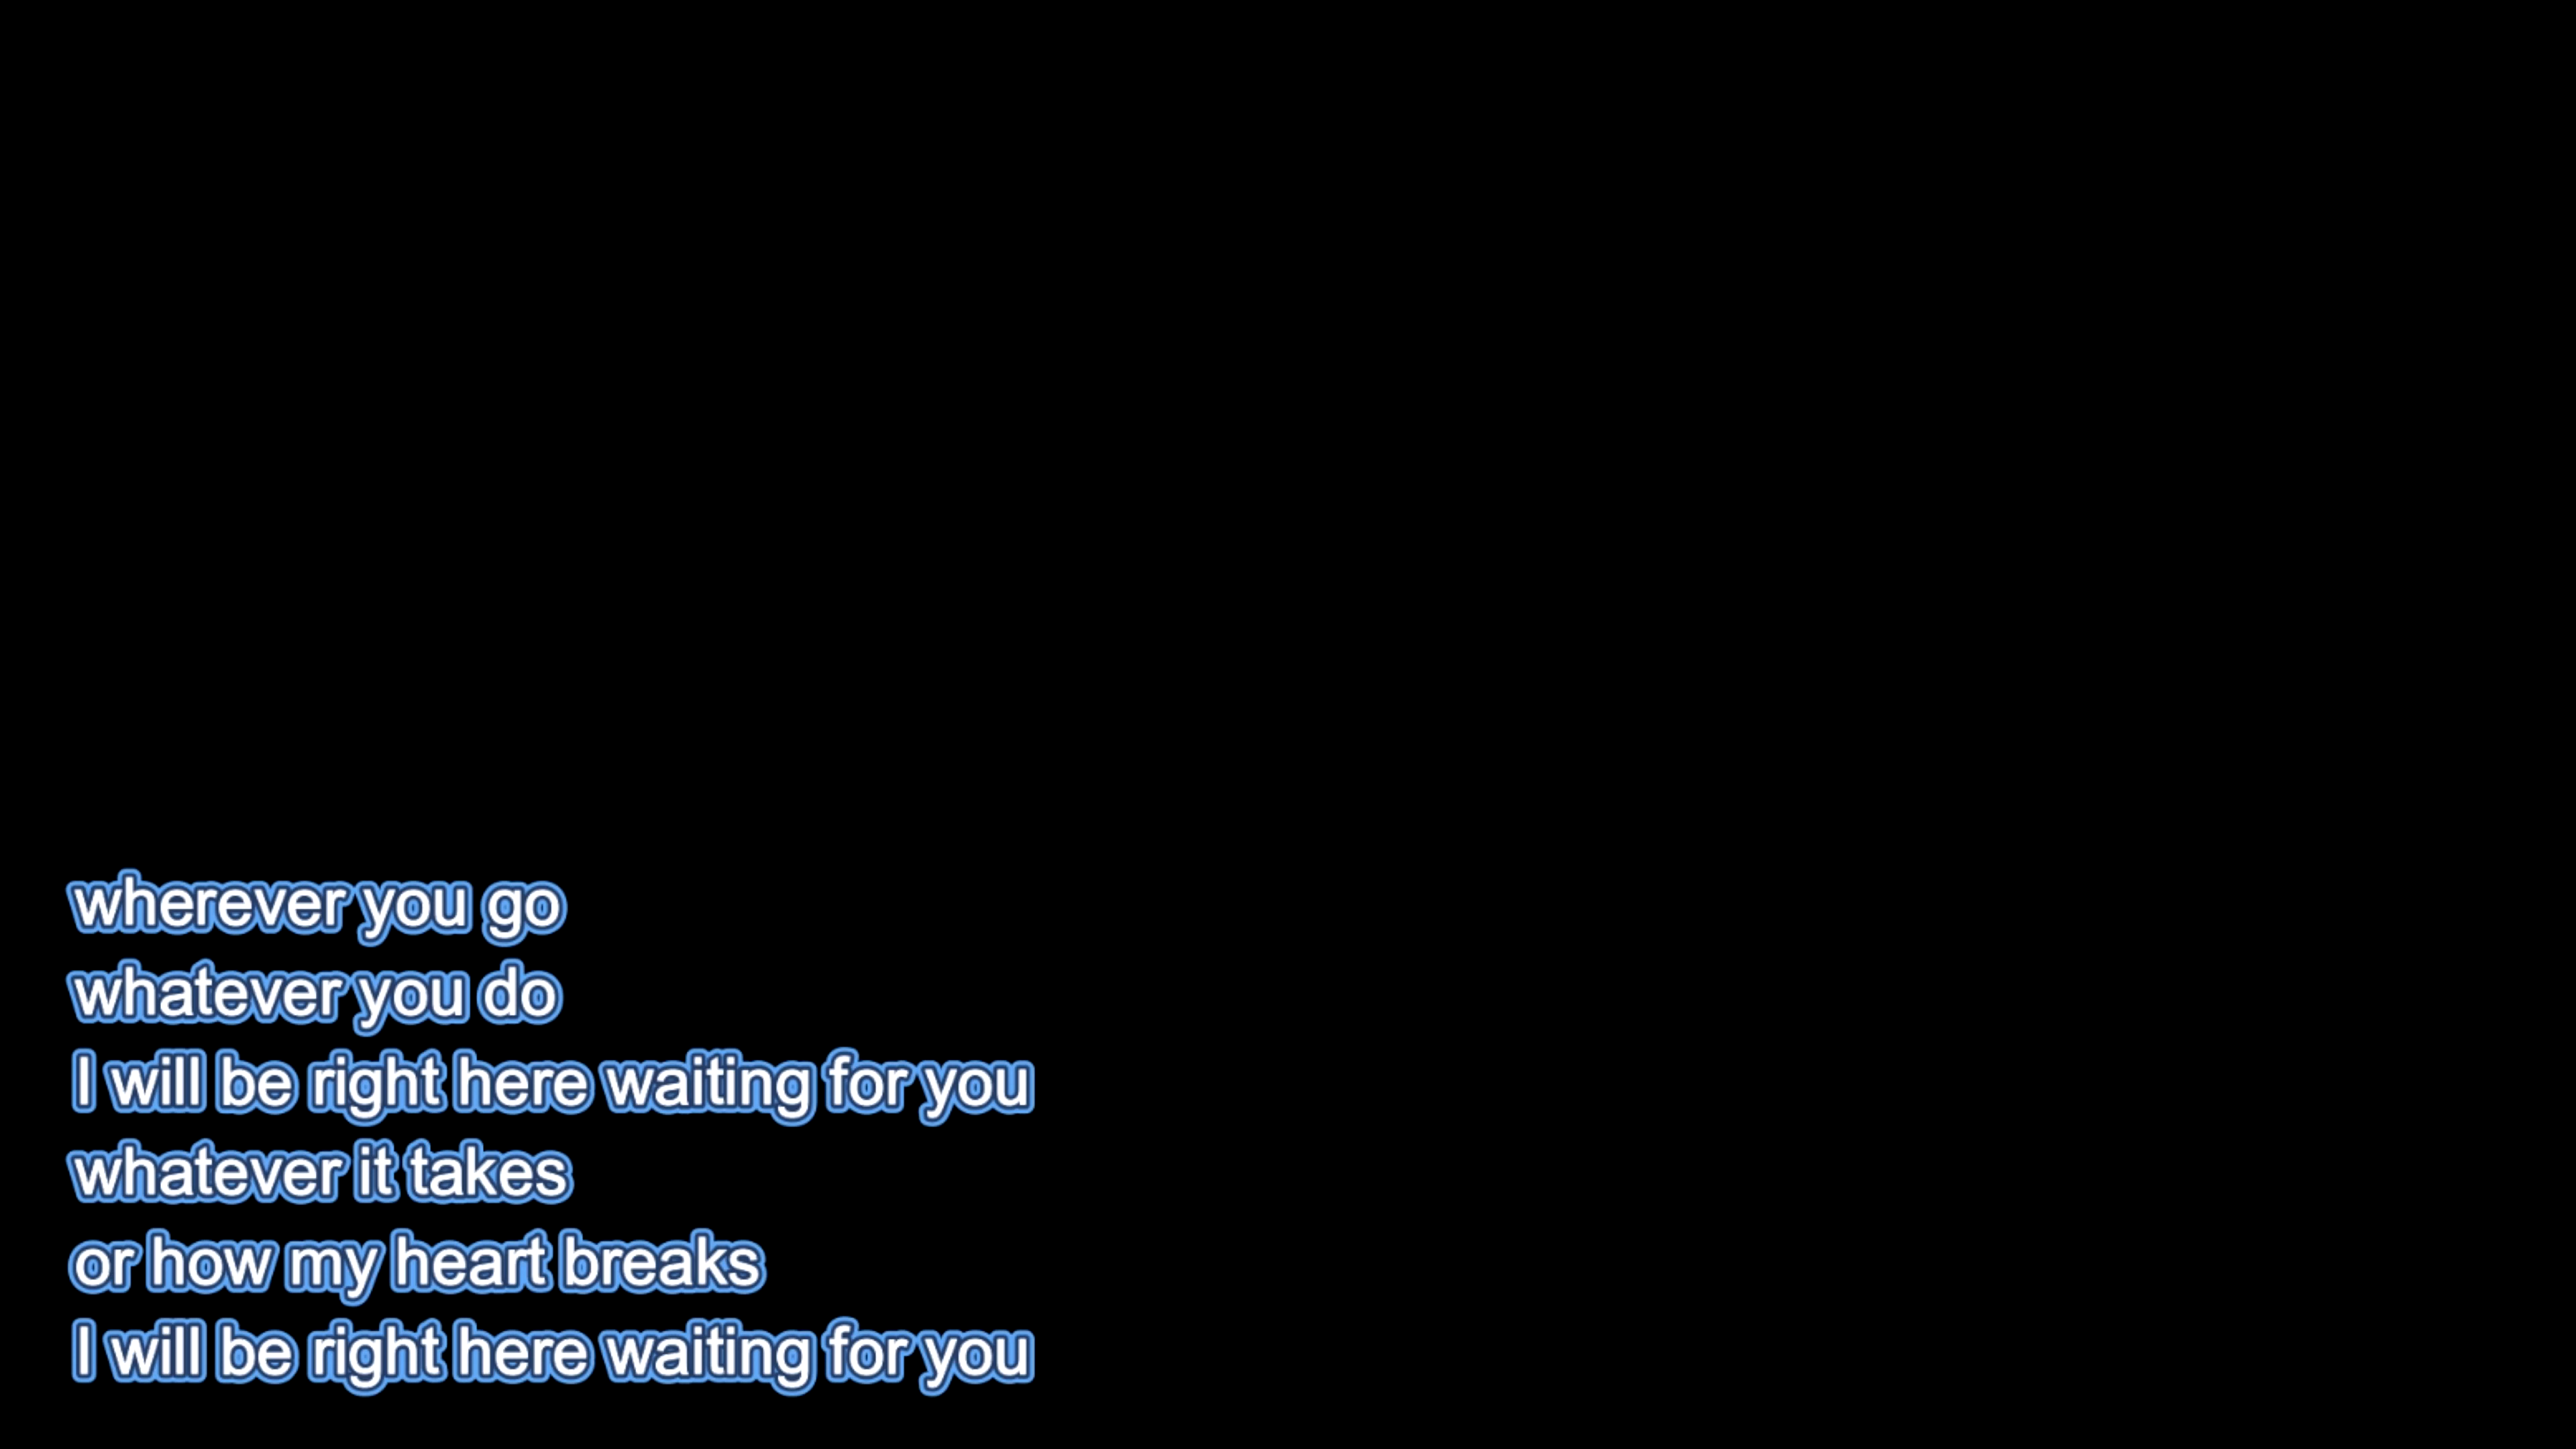 wherever you go
whatever you do
I will be right here waiting for you
whatever it takes
or how my heart breaks
I will be right here waiting for you